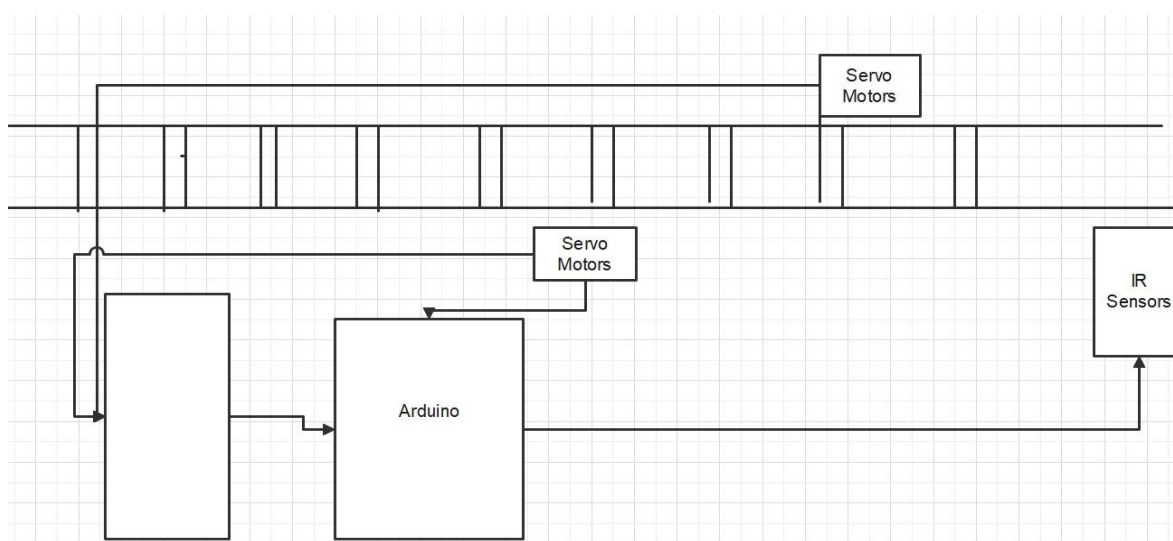 Servo
Motors
Servo
Motors
IR
Sensors
Arduino